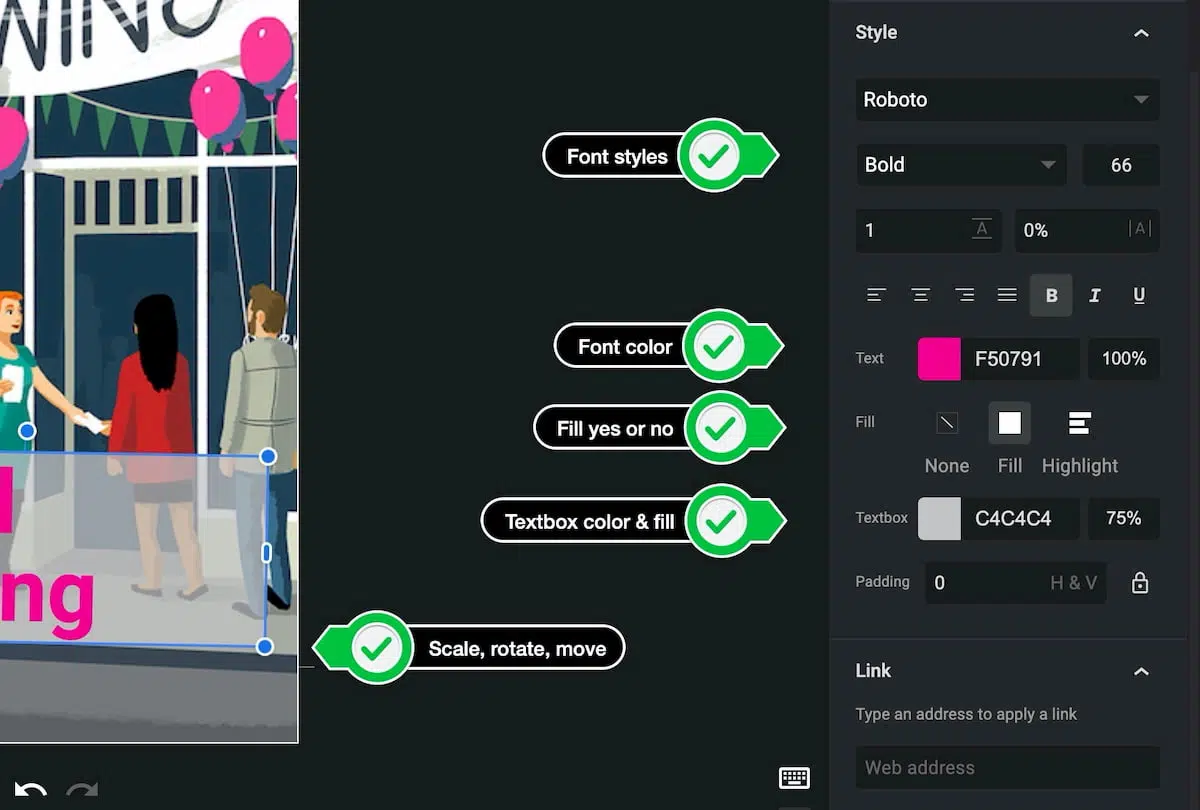 Style
Roboto
Font styles
Bold 66
1 A 0% |A|
B I U
Font color
Text F50791 100%
Fill yes or no
Fill
None Fill Highlight
Textbox color & fill
Textbox C4C4C4 75%
Padding 0 H & V
ng
Scale, rotate, move
Link
Type an address to apply a link
Web address